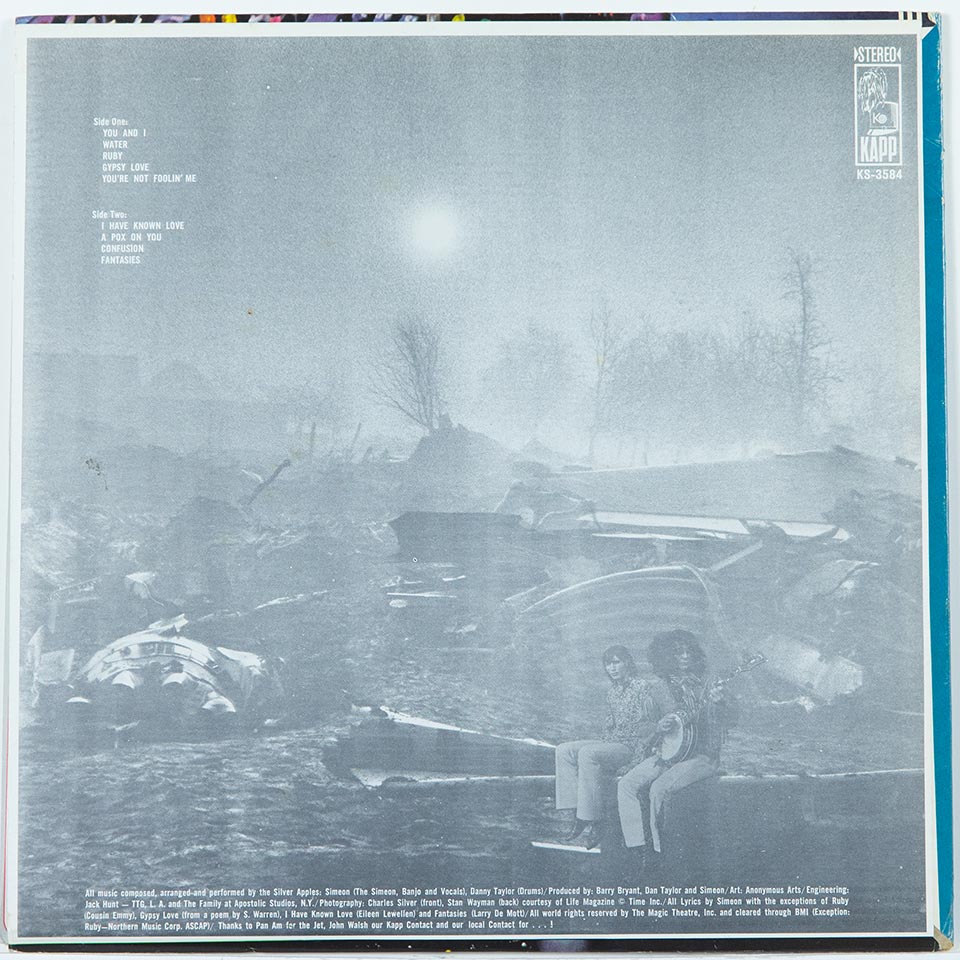 STEREO
K
KAPP
KS-3584
Side One:
YOU AND I
WATER
RUBY
GYPSY LOVE
YOU'RE NOT FOOLIN' ME
Side Two:
I HAVE KNOWN LOVE
A POX ON YOU
CONFUSION
FANTASIES
All music composed, arranged and performed by the Silver Apples: Simeon (The Simeon, Banjo and Vocals), Danny Taylor (Drums)/Produced by: Barry Bryant, Dan Taylor and Simeon/Art: Anonymous Arts/Engineering:
Jack Hunt — TTG, L. A. and The Family at Apostolic Studios, N.Y./Photography: Charles Silver (front), Stan Wayman (back) courtesy of Life Magazine © Time Inc./All Lyrics by Simeon with the exceptions of Ruby
(Cousin Emmy), Gypsy Love (from a poem by S. Warren), I Have Known Love (Eileen Lewellen) and Fantasies (Larry De Mott)/All world rights reserved by The Magic Theatre, Inc. and cleared through BMI (Exception:
Ruby—Northern Music Corp. ASCAP)/ Thanks to Pan Am for the Jet, John Walsh our Kapp Contact and our local Contact for . . . !